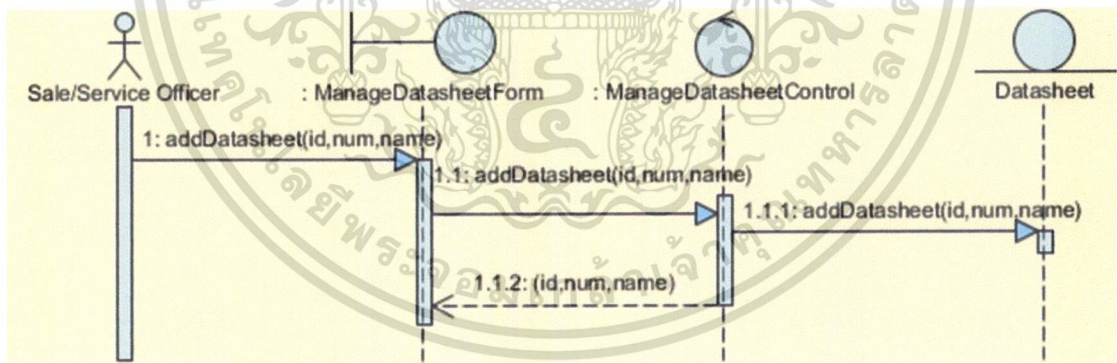 Sale/Service Officer
: ManageDatasheetForm
: ManageDatasheetControl
Datasheet
1: addDatasheet(id,num,name)
1.1: addDatasheet(id,num,name)
1.1.1: addDatasheet(id,num,name)
1.1.2: (id,num,name)